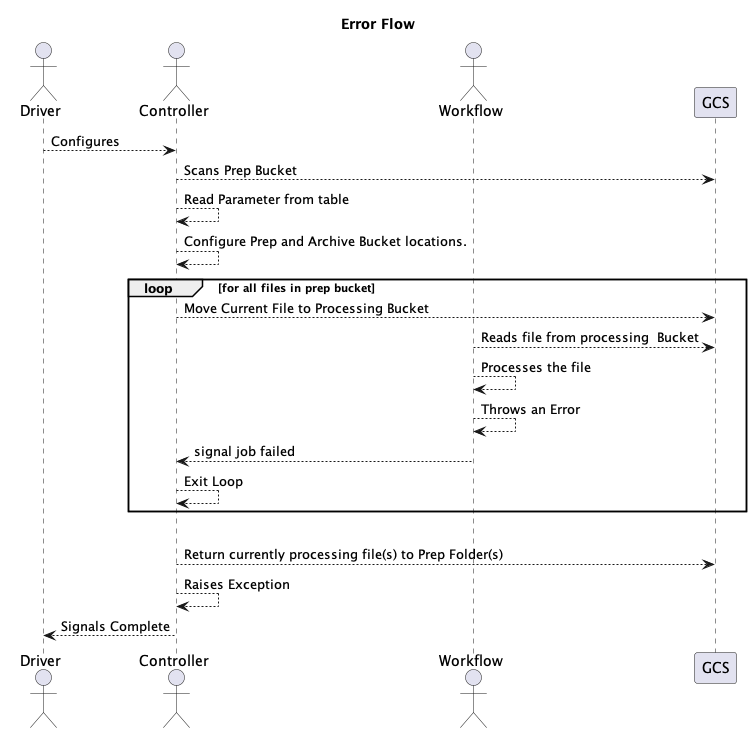 Error Flow
Driver
Controller
Workflow
GCS
Configures
Scans Prep Bucket
Read Parameter from table
Configure Prep and Archive Bucket locations.
loop [for all files in prep bucket]
Move Current File to Processing Bucket
Reads file from processing  Bucket
Processes the file
Throws an Error
signal job failed
Exit Loop
Return currently processing file(s) to Prep Folder(s)
Raises Exception
Signals Complete
Driver
Controller
Workflow
GCS